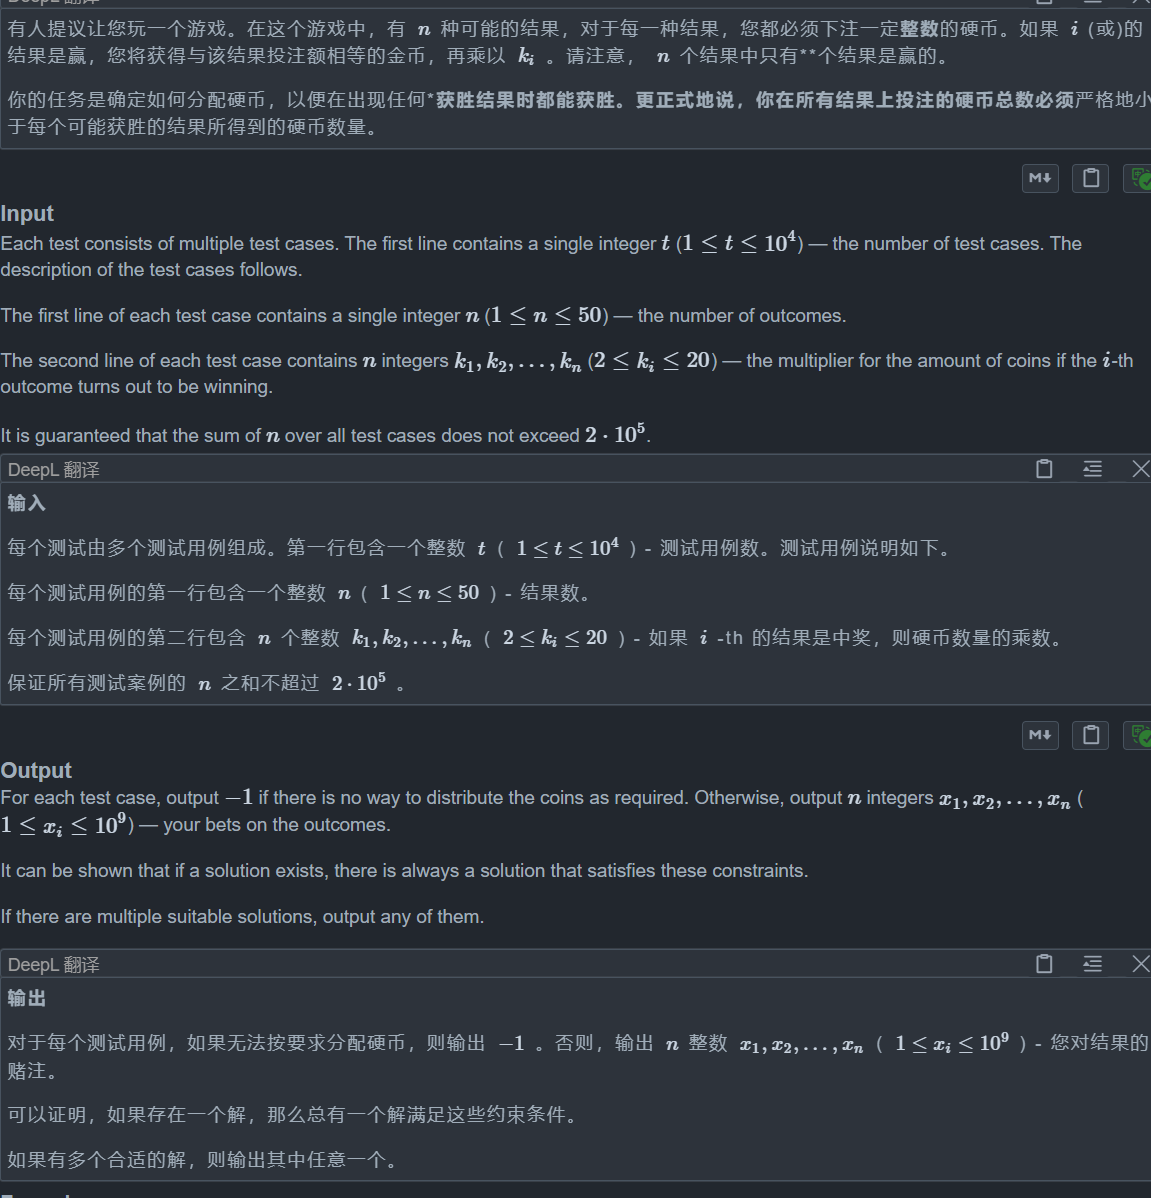 DeepL 翻译
有人提议让您玩一个游戏。在这个游戏中，有 n 种可能的结果，对于每一种结果，您都必须下注一定整数的硬币。如果 i (或)的
结果是赢，您将获得与该结果投注额相等的金币，再乘以 k_i 。请注意， n 个结果中只有**个结果是赢的。
你的任务是确定如何分配硬币，以便在出现任何*获胜结果时都能获胜。更正式地说，你在所有结果上投注的硬币总数必须严格地小
于每个可能获胜的结果所得到的硬币数量。
M↓
Input
Each test consists of multiple test cases. The first line contains a single integer t (1 ≤ t ≤ 10^4) — the number of test cases. The
description of the test cases follows.
The first line of each test case contains a single integer n (1 ≤ n ≤ 50) — the number of outcomes.
The second line of each test case contains n integers k_1, k_2, ..., k_n (2 ≤ k_i ≤ 20) — the multiplier for the amount of coins if the i-th
outcome turns out to be winning.
It is guaranteed that the sum of n over all test cases does not exceed 2 · 10^5.
DeepL 翻译
输入
每个测试由多个测试用例组成。第一行包含一个整数 t ( 1 ≤ t ≤ 10^4 ) - 测试用例数。测试用例说明如下。
每个测试用例的第一行包含一个整数 n ( 1 ≤ n ≤ 50 ) - 结果数。
每个测试用例的第二行包含 n 个整数 k_1, k_2, ..., k_n ( 2 ≤ k_i ≤ 20 ) - 如果 i -th 的结果是中奖，则硬币数量的乘数。
保证所有测试案例的 n 之和不超过 2 · 10^5 。
M↓
Output
For each test case, output −1 if there is no way to distribute the coins as required. Otherwise, output n integers x_1, x_2, ..., x_n (
1 ≤ x_i ≤ 10^9) — your bets on the outcomes.
It can be shown that if a solution exists, there is always a solution that satisfies these constraints.
If there are multiple suitable solutions, output any of them.
DeepL 翻译
输出
对于每个测试用例，如果无法按要求分配硬币，则输出 −1 。否则，输出 n 整数 x_1, x_2, ..., x_n ( 1 ≤ x_i ≤ 10^9 ) - 您对结果的
赌注。
可以证明，如果存在一个解，那么总有一个解满足这些约束条件。
如果有多个合适的解，则输出其中任意一个。